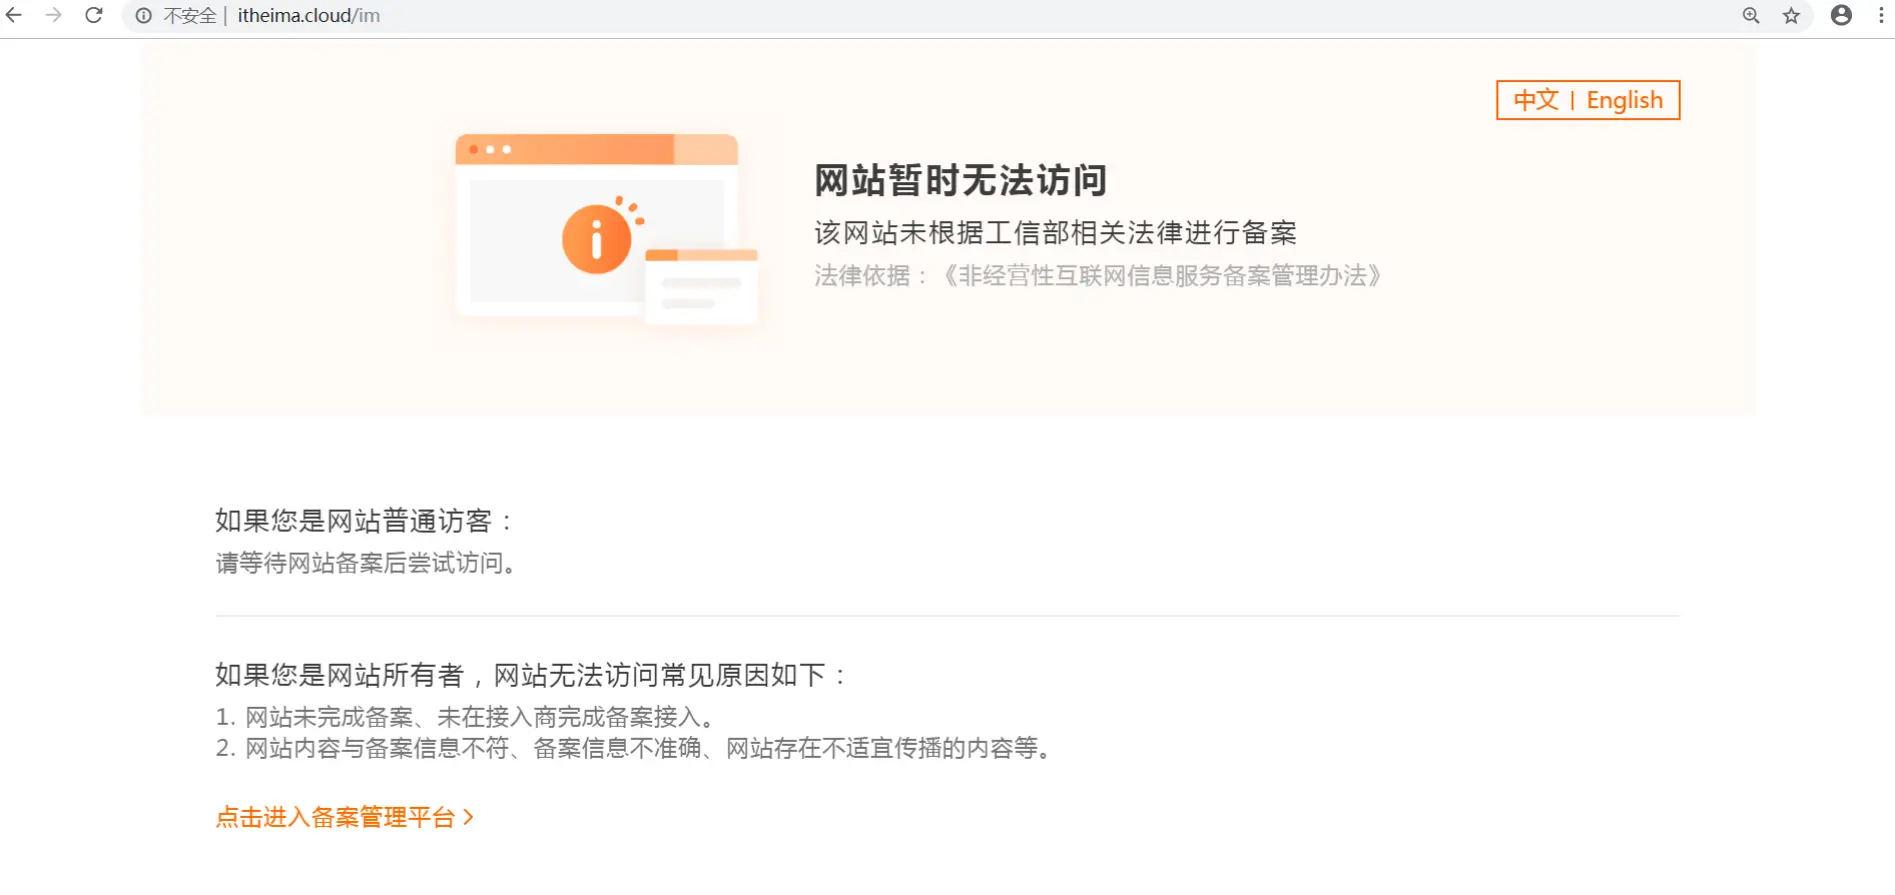 不安全 | itheima.cloud/im
中文 | English
网站暂时无法访问
该网站未根据工信部相关法律进行备案
法律依据：《非经营性互联网信息服务备案管理办法》
如果您是网站普通访客：
请等待网站备案后尝试访问。
如果您是网站所有者，网站无法访问常见原因如下：
1. 网站未完成备案、未在接入商完成备案接入。
2. 网站内容与备案信息不符、备案信息不准确、网站存在不适宜传播的内容等。
点击进入备案管理平台 >